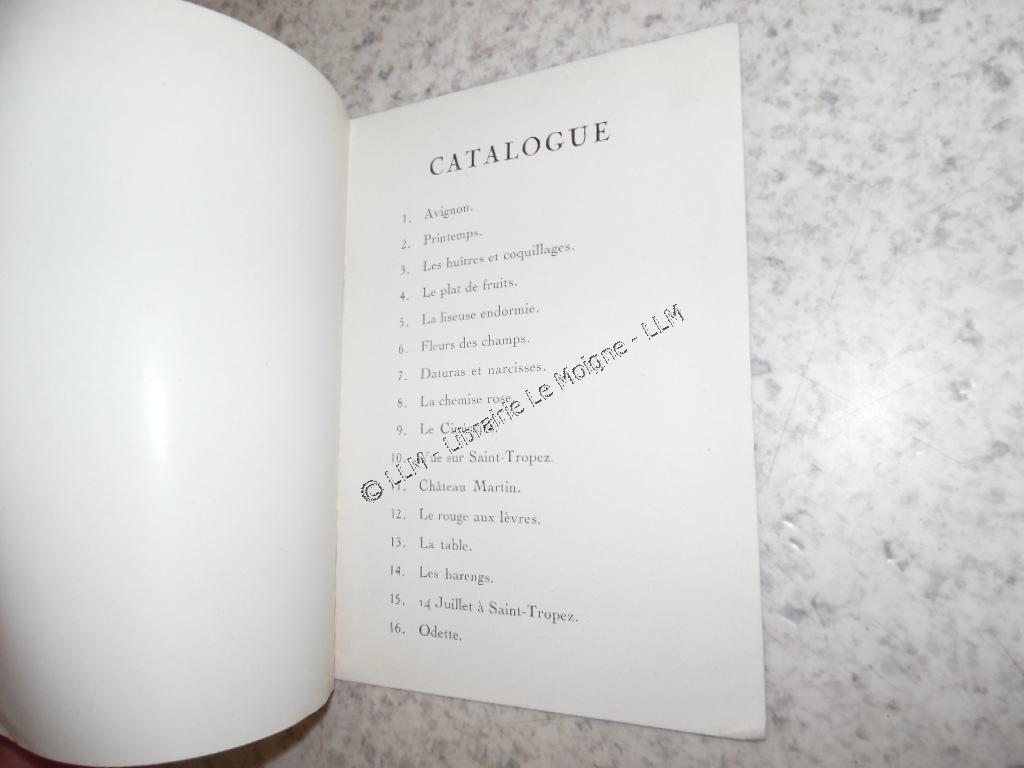 CATALOGUE
1. Avignon.
2. Printemps.
3. Les huîtres et coquillages.
4. Le plat de fruits.
5. La liseuse endormie.
6. Fleurs des champs.
7. Daturas et narcisses.
8. La chemise rose
9. Le
10. Vue sur Saint-Tropez.
11. Château Martin.
12. Le rouge aux lèvres.
13. La table.
14. Les harengs.
15. 14 Juillet à Saint-Tropez.
16. Odette.
© LLM - Librairie Le Moigne - LLM